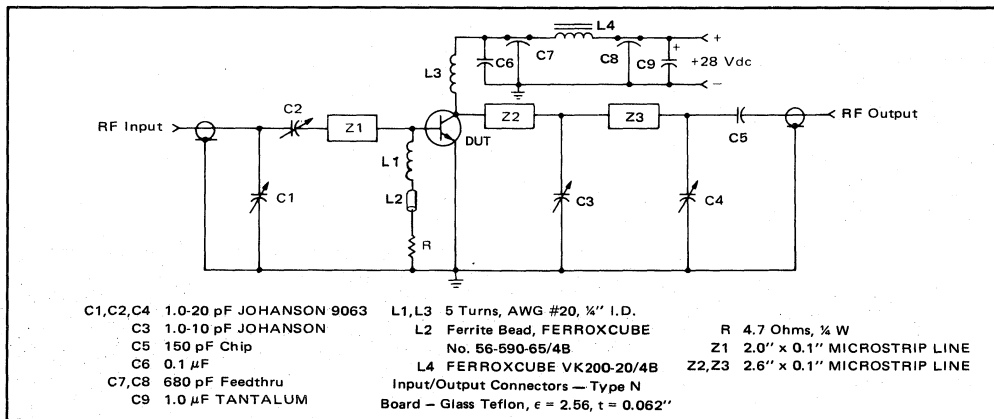 L4
+
C6
C7
C8
C9
+
+28 Vdc
–
L3
C2
RF Input
Z1
Z2
Z3
RF Output
DUT
C5
L1
L2
C1
C3
C4
R
C1,C2,C4 1.0-20 pF JOHANSON 9063
C3 1.0-10 pF JOHANSON
C5 150 pF Chip
C6 0.1 μF
C7,C8 680 pF Feedthru
C9 1.0 μF TANTALUM
L1,L3 5 Turns, AWG #20, ¼" I.D.
L2 Ferrite Bead, FERROXCUBE
No. 56-590-65/4B
L4 FERROXCUBE VK200-20/4B
Input/Output Connectors — Type N
Board – Glass Teflon, ε = 2.56, t = 0.062"
R 4.7 Ohms, ¼ W
Z1 2.0" x 0.1" MICROSTRIP LINE
Z2,Z3 2.6" x 0.1" MICROSTRIP LINE